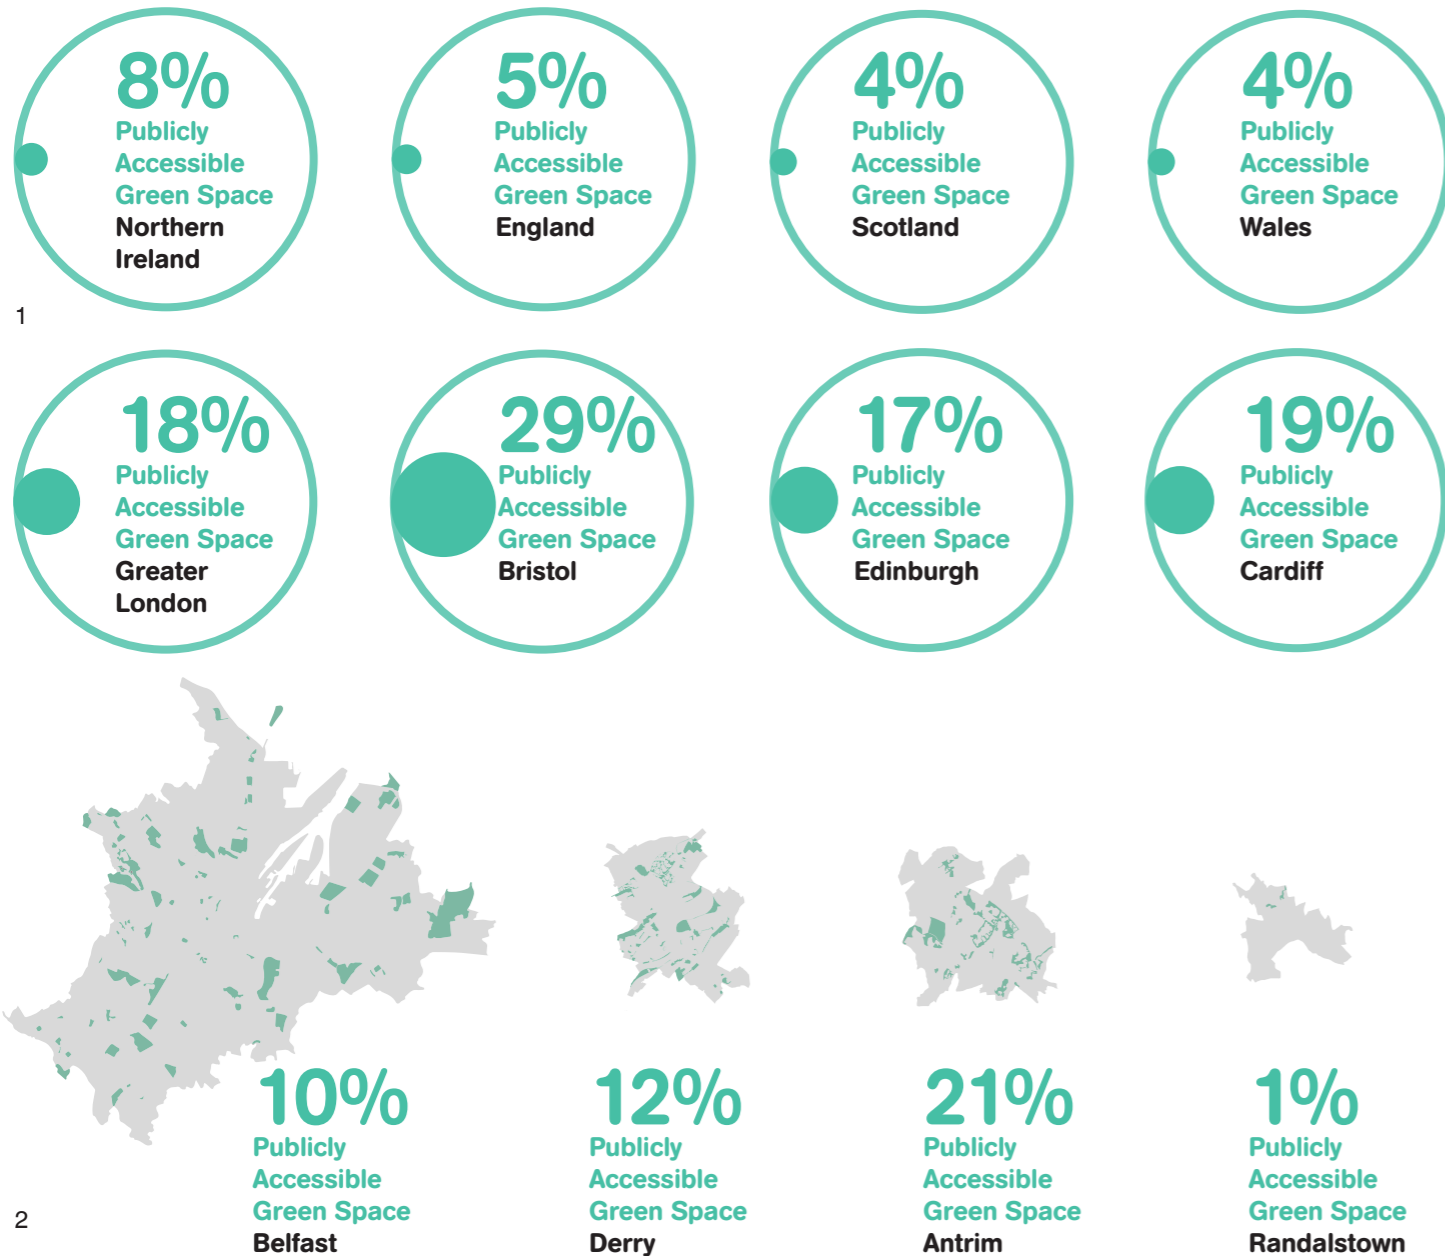 8%
Publicly
Accessible
Green Space
Northern
Ireland
5%
Publicly
Accessible
Green Space
England
4%
Publicly
Accessible
Green Space
Scotland
4%
Publicly
Accessible
Green Space
Wales
1
18%
Publicly
Accessible
Green Space
Greater
London
29%
Publicly
Accessible
Green Space
Bristol
17%
Publicly
Accessible
Green Space
Edinburgh
19%
Publicly
Accessible
Green Space
Cardiff
10%
Publicly
Accessible
Green Space
Belfast
12%
Publicly
Accessible
Green Space
Derry
21%
Publicly
Accessible
Green Space
Antrim
1%
Publicly
Accessible
Green Space
Randalstown
2